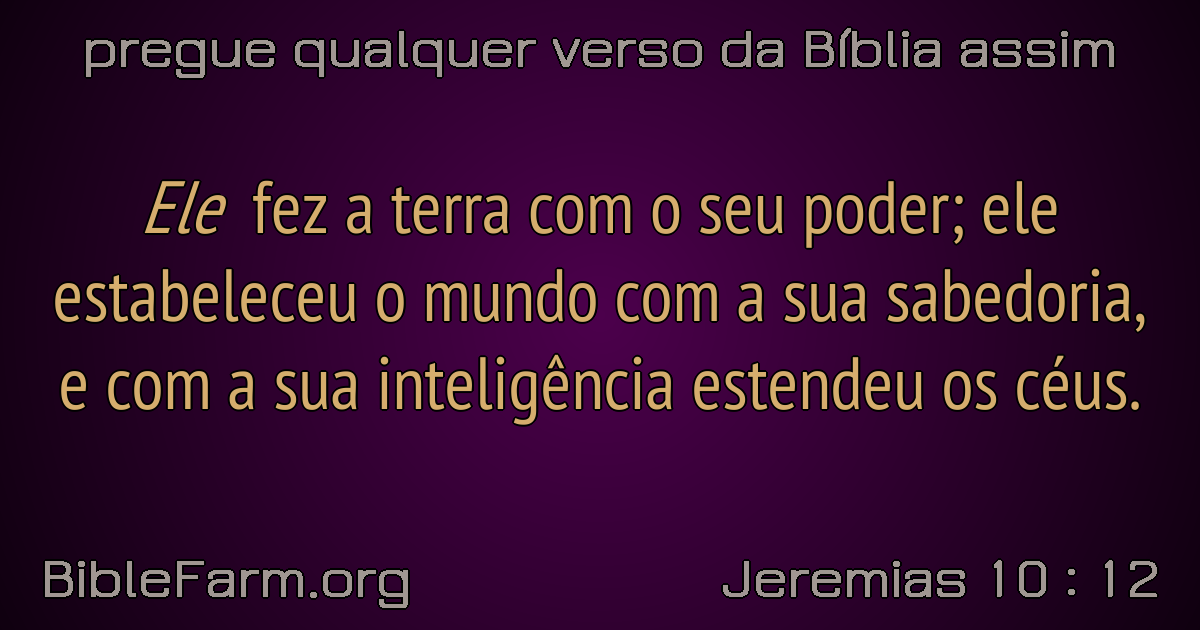 pregue qualquer verso da Bíblia assim
Ele fez a terra com o seu poder; ele
estabeleceu o mundo com a sua sabedoria,
e com a sua inteligência estendeu os céus.
BibleFarm.org
Jeremias 10 : 12